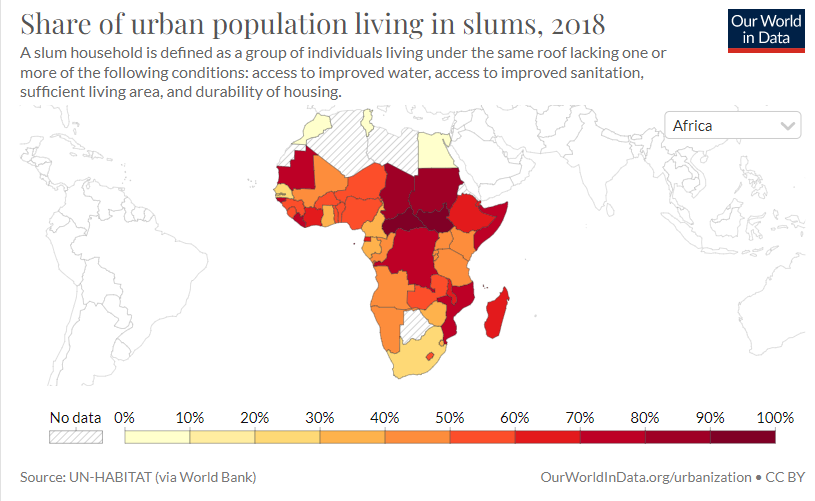 Share of urban population living in slums, 2018
Our World
in Data
A slum household is defined as a group of individuals living under the same roof lacking one or
more of the following conditions: access to improved water, access to improved sanitation,
sufficient living area, and durability of housing.
Africa
No data 0% 10% 20% 30% 40% 50% 60% 70% 80% 90% 100%
Source: UN-HABITAT (via World Bank)
OurWorldInData.org/urbanization • CC BY